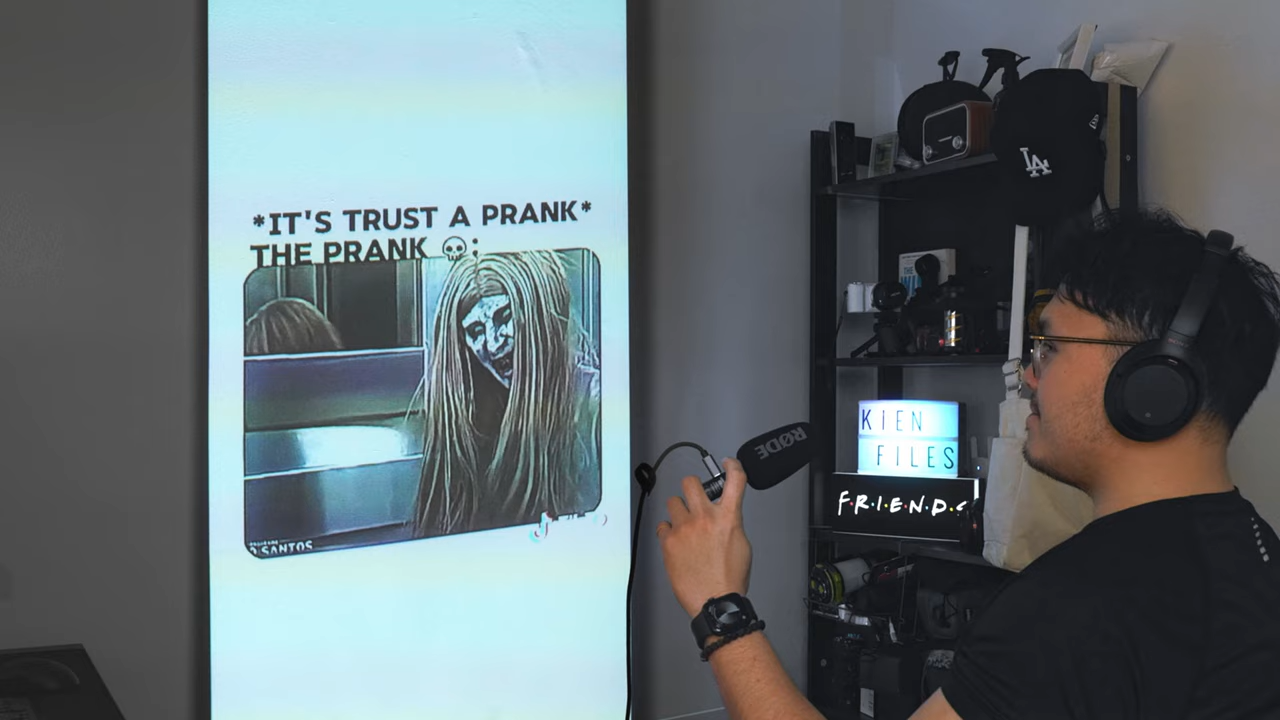 *IT'S TRUST A PRANK*
THE PRANK 💀:
SANTOS
LA
RØDE
KIEN
FILES
F·R·I·E·N·D·S